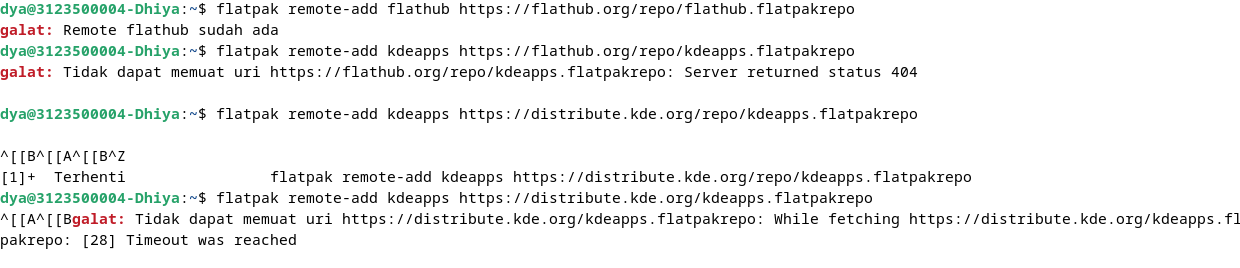 dya@3123500004-Dhiya:~$ flatpak remote-add flathub https://flathub.org/repo/flathub.flatpakrepo
galat: Remote flathub sudah ada
dya@3123500004-Dhiya:~$ flatpak remote-add kdeapps https://flathub.org/repo/kdeapps.flatpakrepo
galat: Tidak dapat memuat uri https://flathub.org/repo/kdeapps.flatpakrepo: Server returned status 404
dya@3123500004-Dhiya:~$ flatpak remote-add kdeapps https://distribute.kde.org/repo/kdeapps.flatpakrepo
^[[B^[[A^[[B^Z
[1]+  Terhenti                flatpak remote-add kdeapps https://distribute.kde.org/repo/kdeapps.flatpakrepo
dya@3123500004-Dhiya:~$ flatpak remote-add kdeapps https://distribute.kde.org/kdeapps.flatpakrepo
^[[A^[[Bgalat: Tidak dapat memuat uri https://distribute.kde.org/kdeapps.flatpakrepo: While fetching https://distribute.kde.org/kdeapps.fl
pakrepo: [28] Timeout was reached